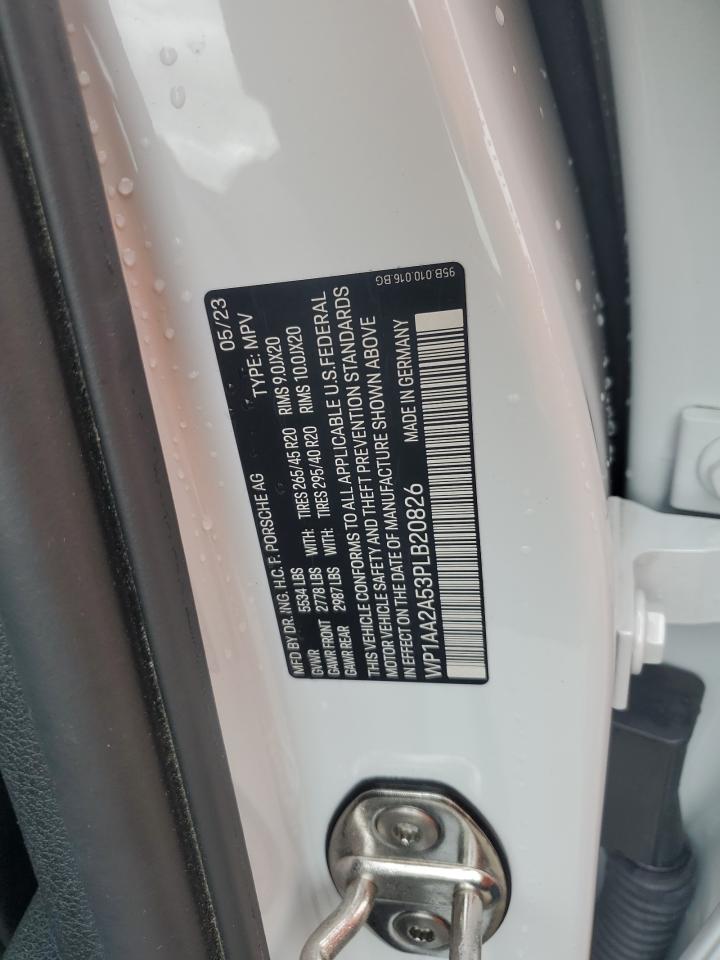 05/23
MFD BY DR. ING. H.C. F. PORSCHE AG TYPE: MPV
GVWR 5534 LBS WITH: TIRES 265/45 R20 RIMS 9.0JX20
GAWR FRONT 2778 LBS WITH: TIRES 295/40 R20 RIMS 10.0JX20
GAWR REAR 2987 LBS
THIS VEHICLE CONFORMS TO ALL APPLICABLE U.S. FEDERAL
MOTOR VEHICLE SAFETY AND THEFT PREVENTION STANDARDS
IN EFFECT ON THE DATE OF MANUFACTURE SHOWN ABOVE
WP1AA2A53PLB20826 MADE IN GERMANY
95B.010.016.BG